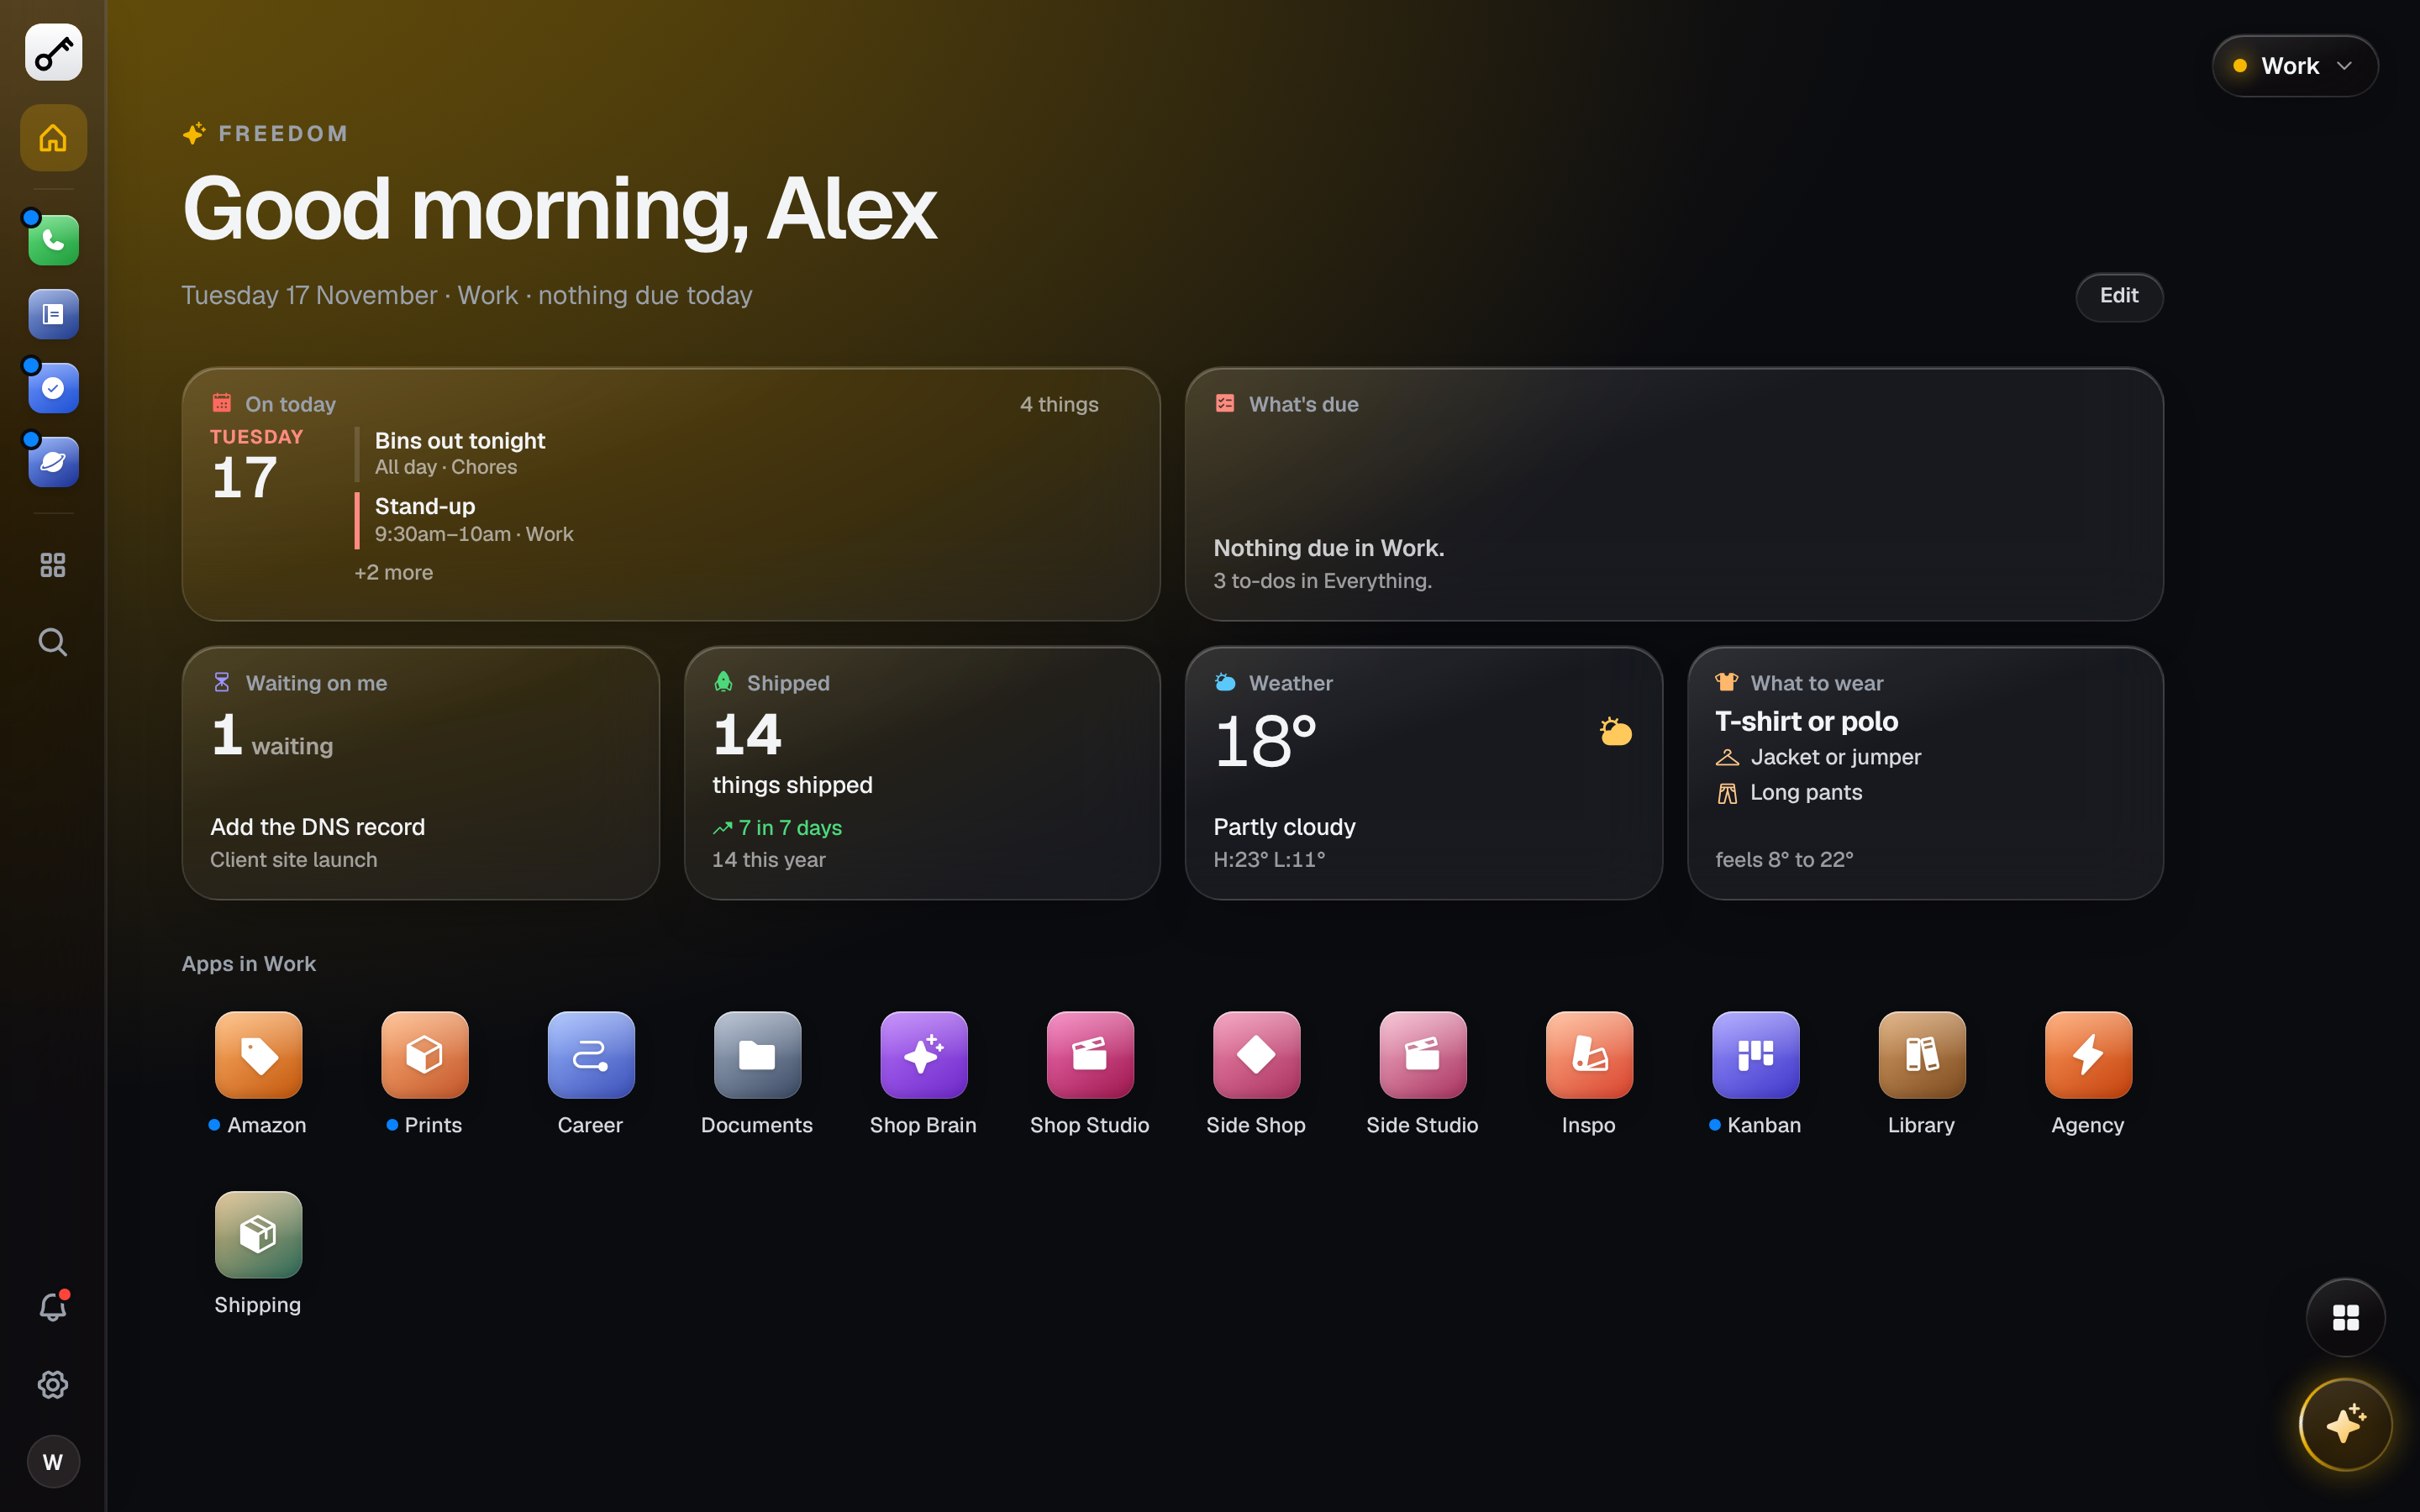 Work
FREEDOM
Good morning, Alex
Tuesday 17 November · Work · nothing due today
Edit
On today
4 things
TUESDAY
17
Bins out tonight
All day · Chores
Stand-up
9:30am–10am · Work
+2 more
What's due
Nothing due in Work.
3 to-dos in Everything.
Waiting on me
1 waiting
Add the DNS record
Client site launch
Shipped
14
things shipped
7 in 7 days
14 this year
Weather
18°
Partly cloudy
H:23° L:11°
What to wear
T-shirt or polo
Jacket or jumper
Long pants
feels 8° to 22°
Apps in Work
Amazon
Prints
Career
Documents
Shop Brain
Shop Studio
Side Shop
Side Studio
Inspo
Kanban
Library
Agency
Shipping
W